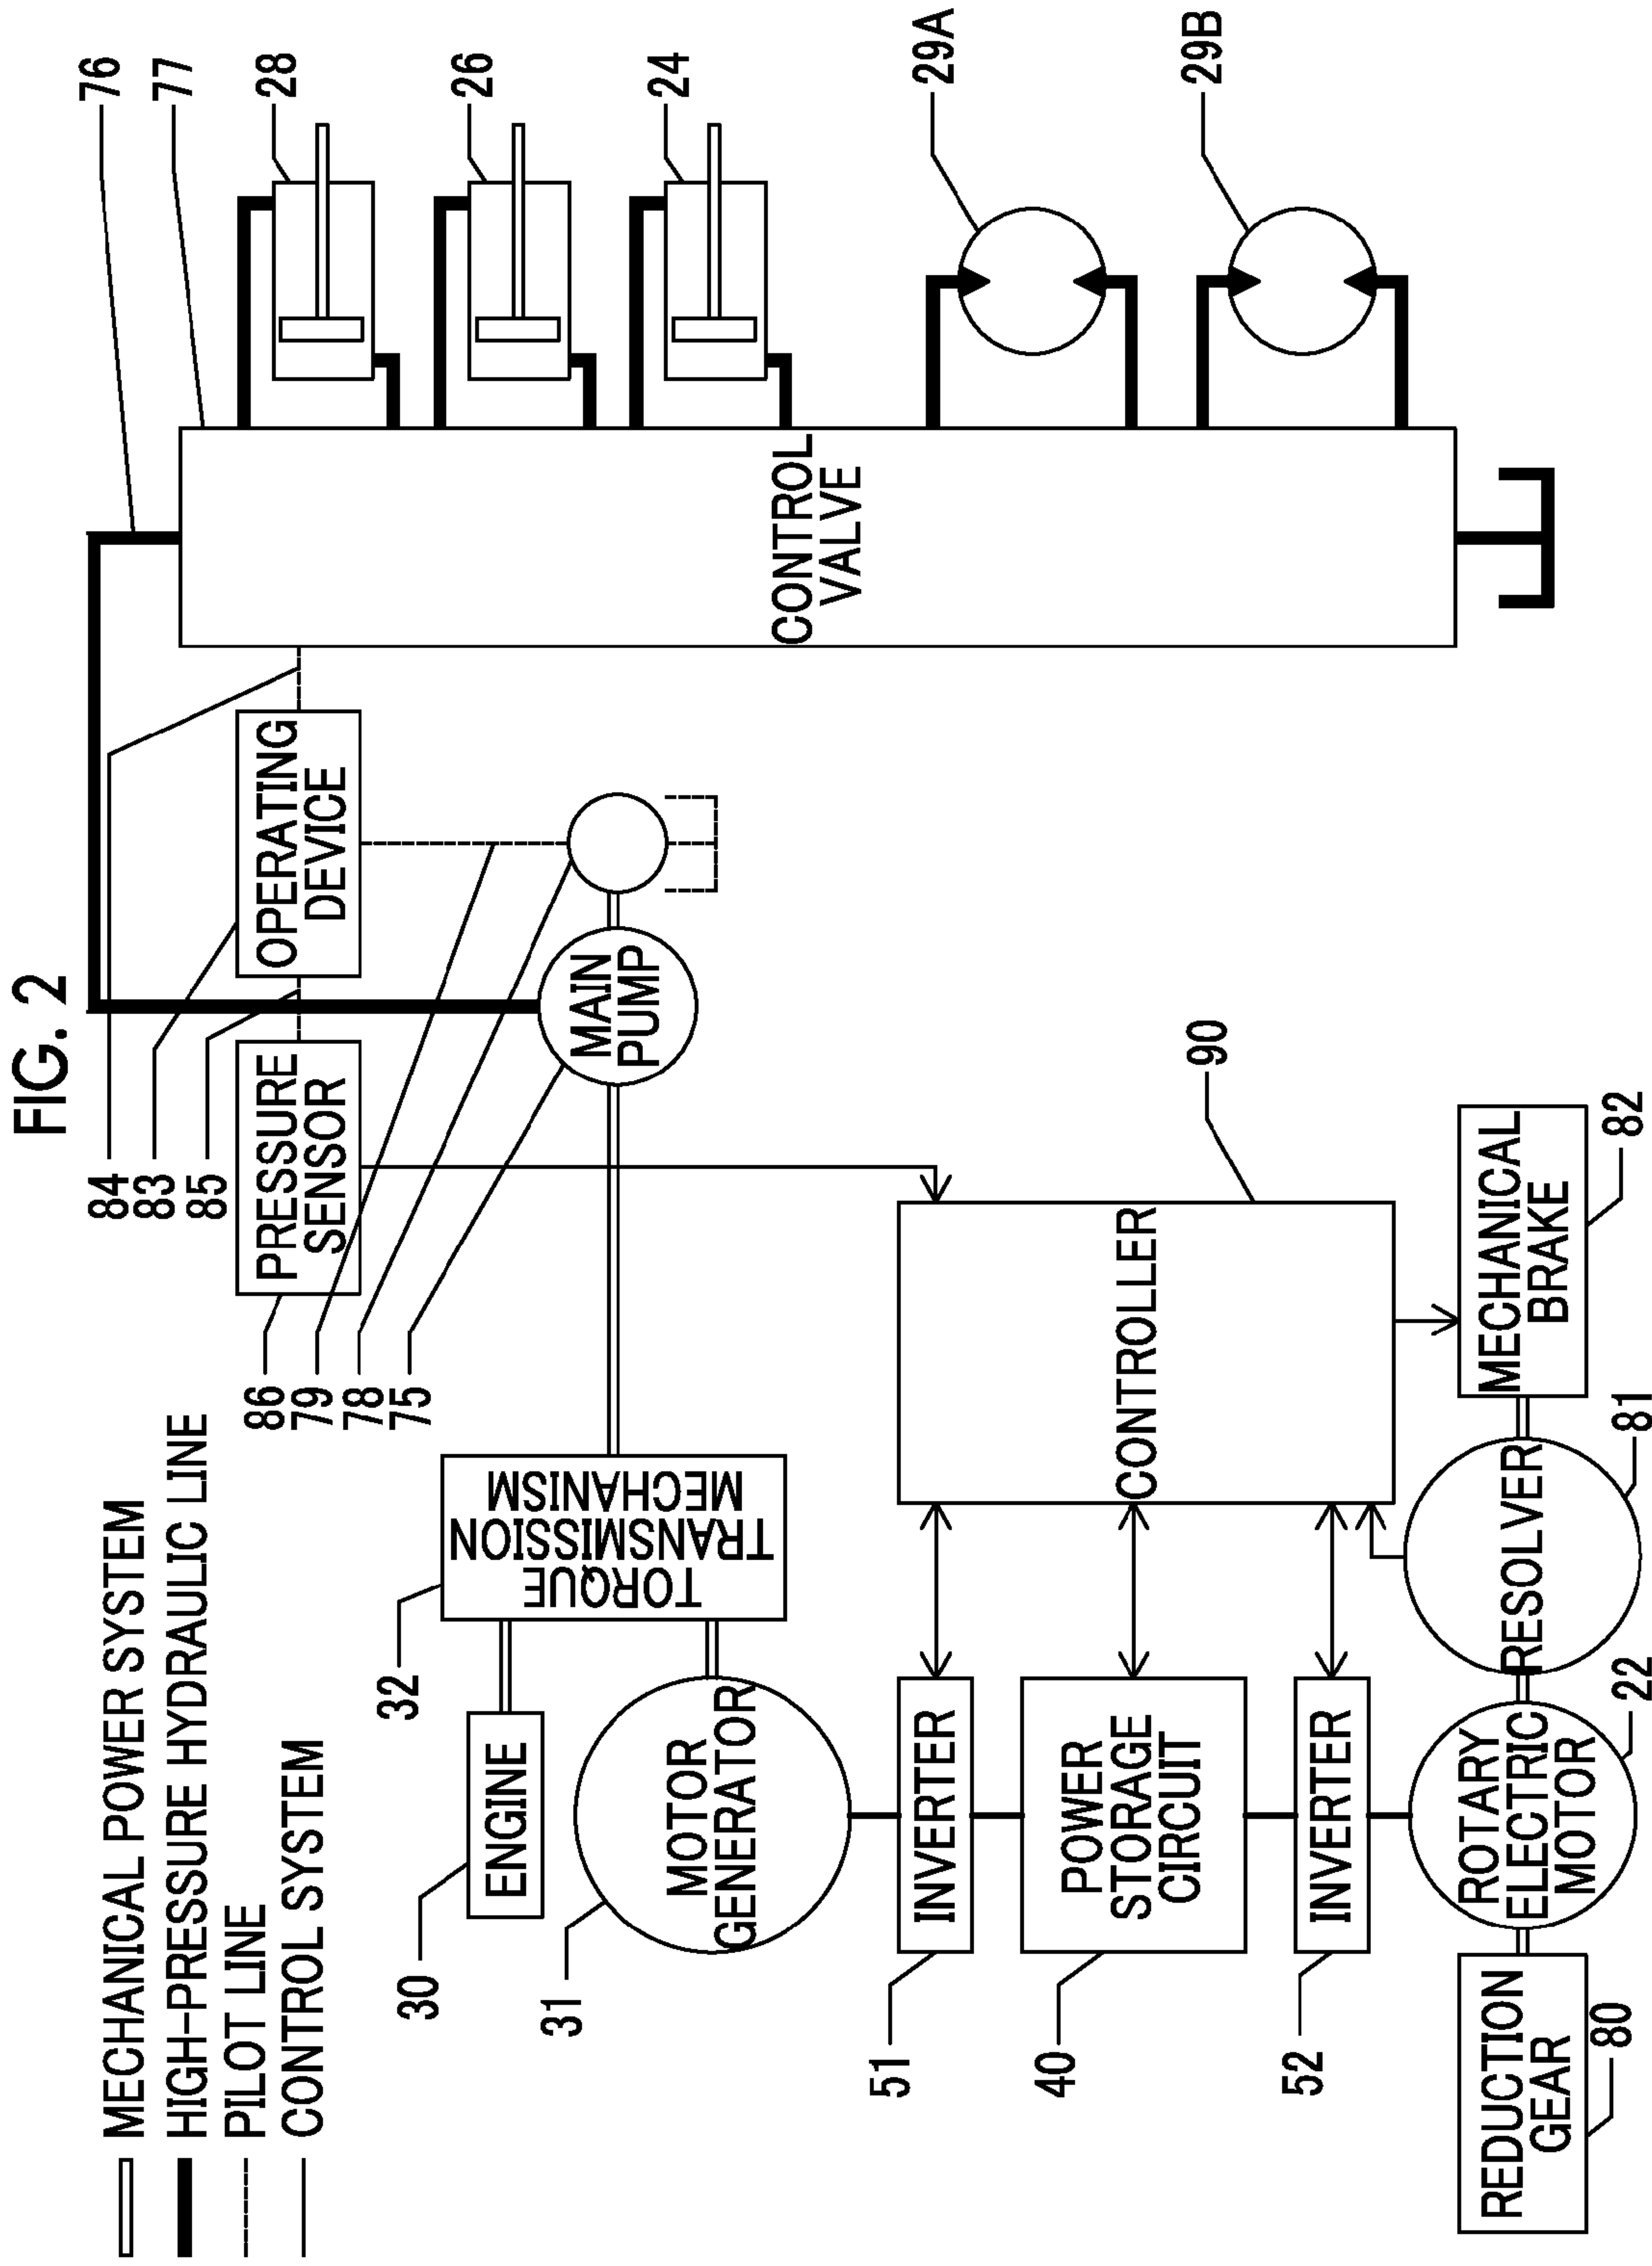 FIG. 2
MECHANICAL POWER SYSTEM
HIGH-PRESSURE HYDRAULIC LINE
PILOT LINE
CONTROL SYSTEM
84
83
85
86
79
78
75
76
77
28
26
24
29A
29B
PRESSURE
SENSOR
OPERATING
DEVICE
MAIN
PUMP
CONTROL
VALVE
32
TORQUE
TRANSMISSION
MECHANISM
30
ENGINE
31
MOTOR
GENERATOR
51
INVERTER
40
POWER
STORAGE
CIRCUIT
52
INVERTER
CONTROLLER
90
REDUCTION
GEAR
80
ROTARY
ELECTRIC
MOTOR
22
RESOLVER
81
MECHANICAL
BRAKE
82